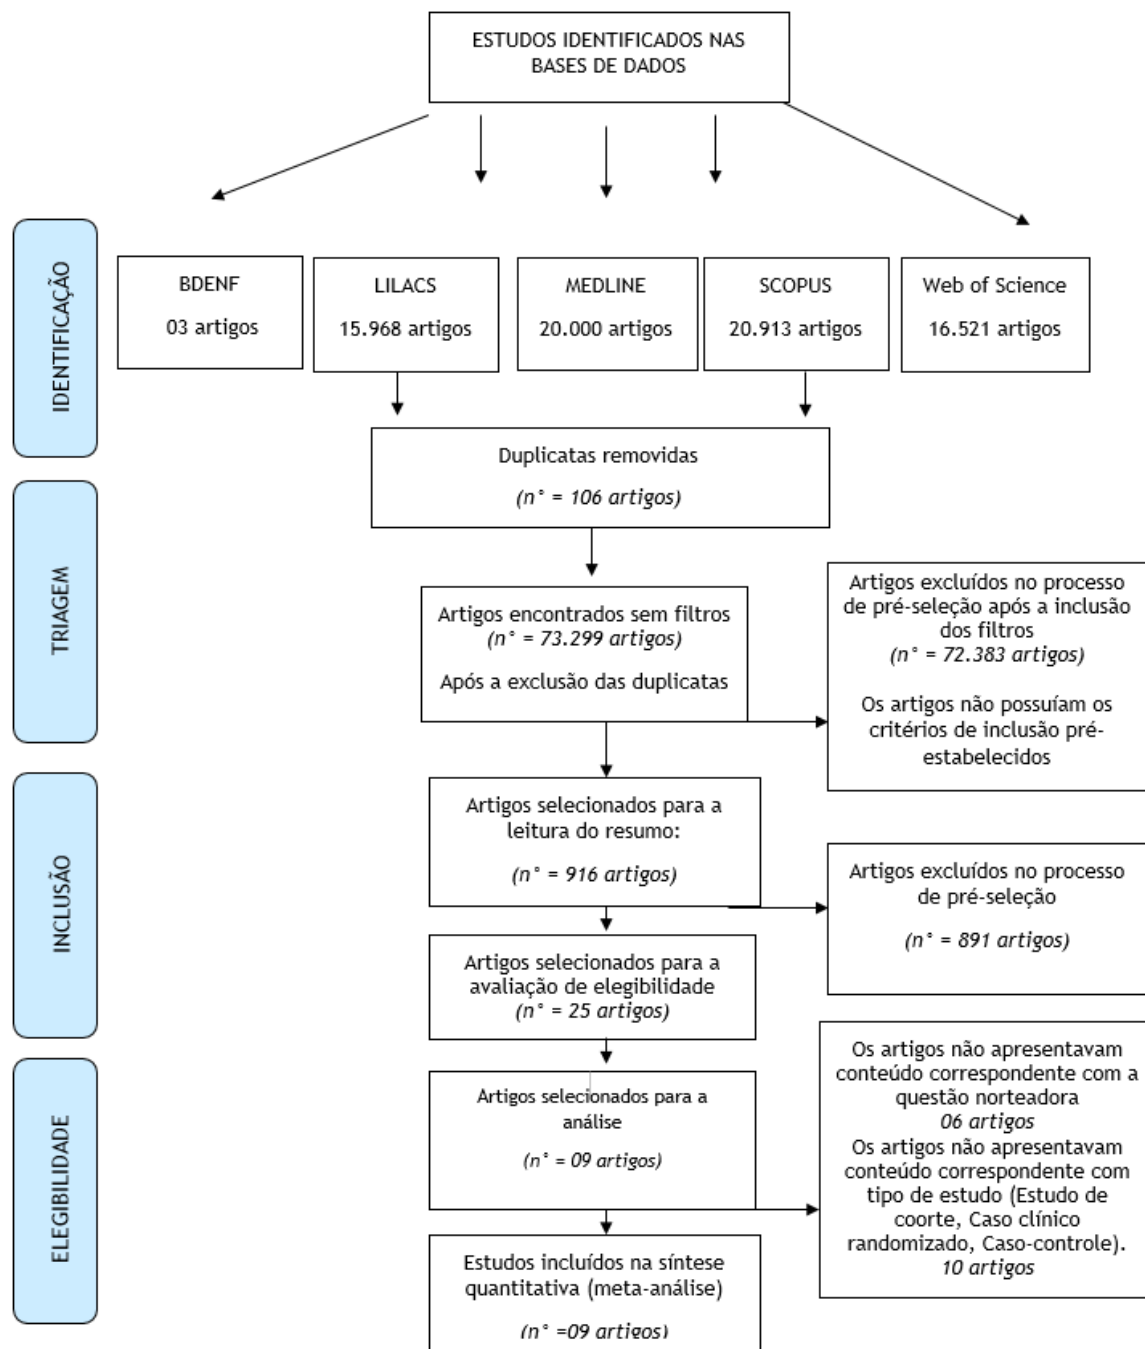 ESTUDOS IDENTIFICADOS NAS
BASES DE DADOS
IDENTIFICAÇÃO
BDENF
03 artigos
LILACS
15.968 artigos
MEDLINE
20.000 artigos
SCOPUS
20.913 artigos
Web of Science
16.521 artigos
Duplicatas removidas
(n° = 106 artigos)
TRIAGEM
Artigos encontrados sem filtros
(n° = 73.299 artigos)
Após a exclusão das duplicatas
Artigos excluídos no processo
de pré-seleção após a inclusão
dos filtros
(n° = 72.383 artigos)
Os artigos não possuíam os
critérios de inclusão pré-
estabelecidos
INCLUSÃO
Artigos selecionados para a
leitura do resumo:
(n° = 916 artigos)
Artigos excluídos no processo
de pré-seleção
(n° = 891 artigos)
Artigos selecionados para a
avaliação de elegibilidade
(n° = 25 artigos)
ELEGIBILIDADE
Artigos selecionados para a
análise
(n° = 09 artigos)
Os artigos não apresentavam
conteúdo correspondente com a
questão norteadora
06 artigos
Os artigos não apresentavam
conteúdo correspondente com
tipo de estudo (Estudo de
coorte, Caso clínico
randomizado, Caso-controle).
10 artigos
Estudos incluídos na síntese
quantitativa (meta-análise)
(n° =09 artigos)